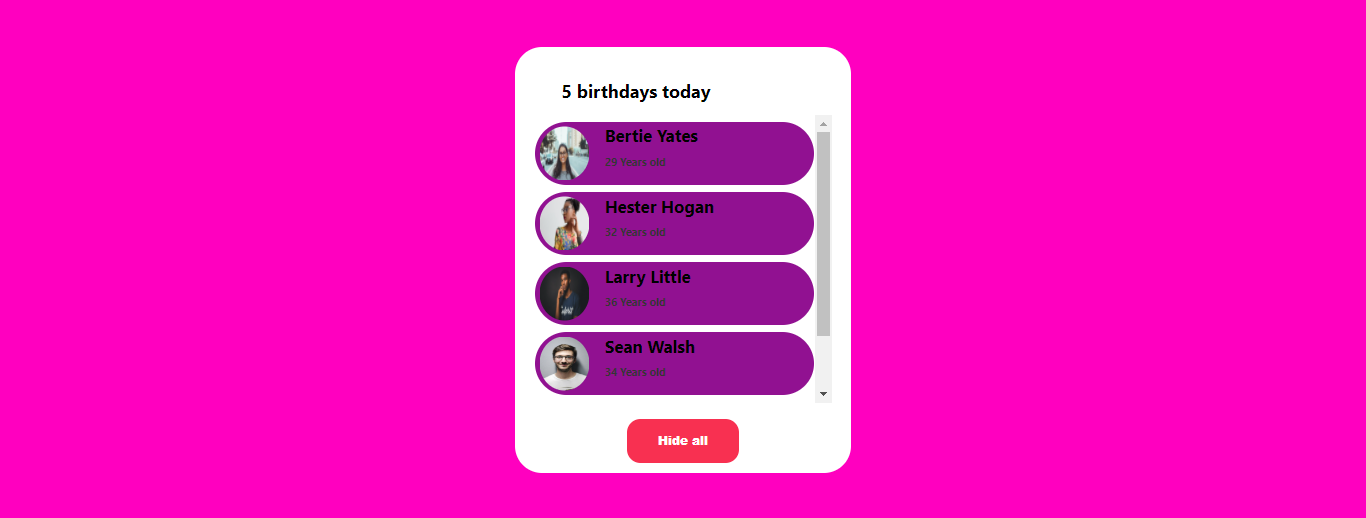 5 birthdays today
Bertie Yates
29 Years old
Hester Hogan
32 Years old
Larry Little
36 Years old
Sean Walsh
34 Years old
Hide all